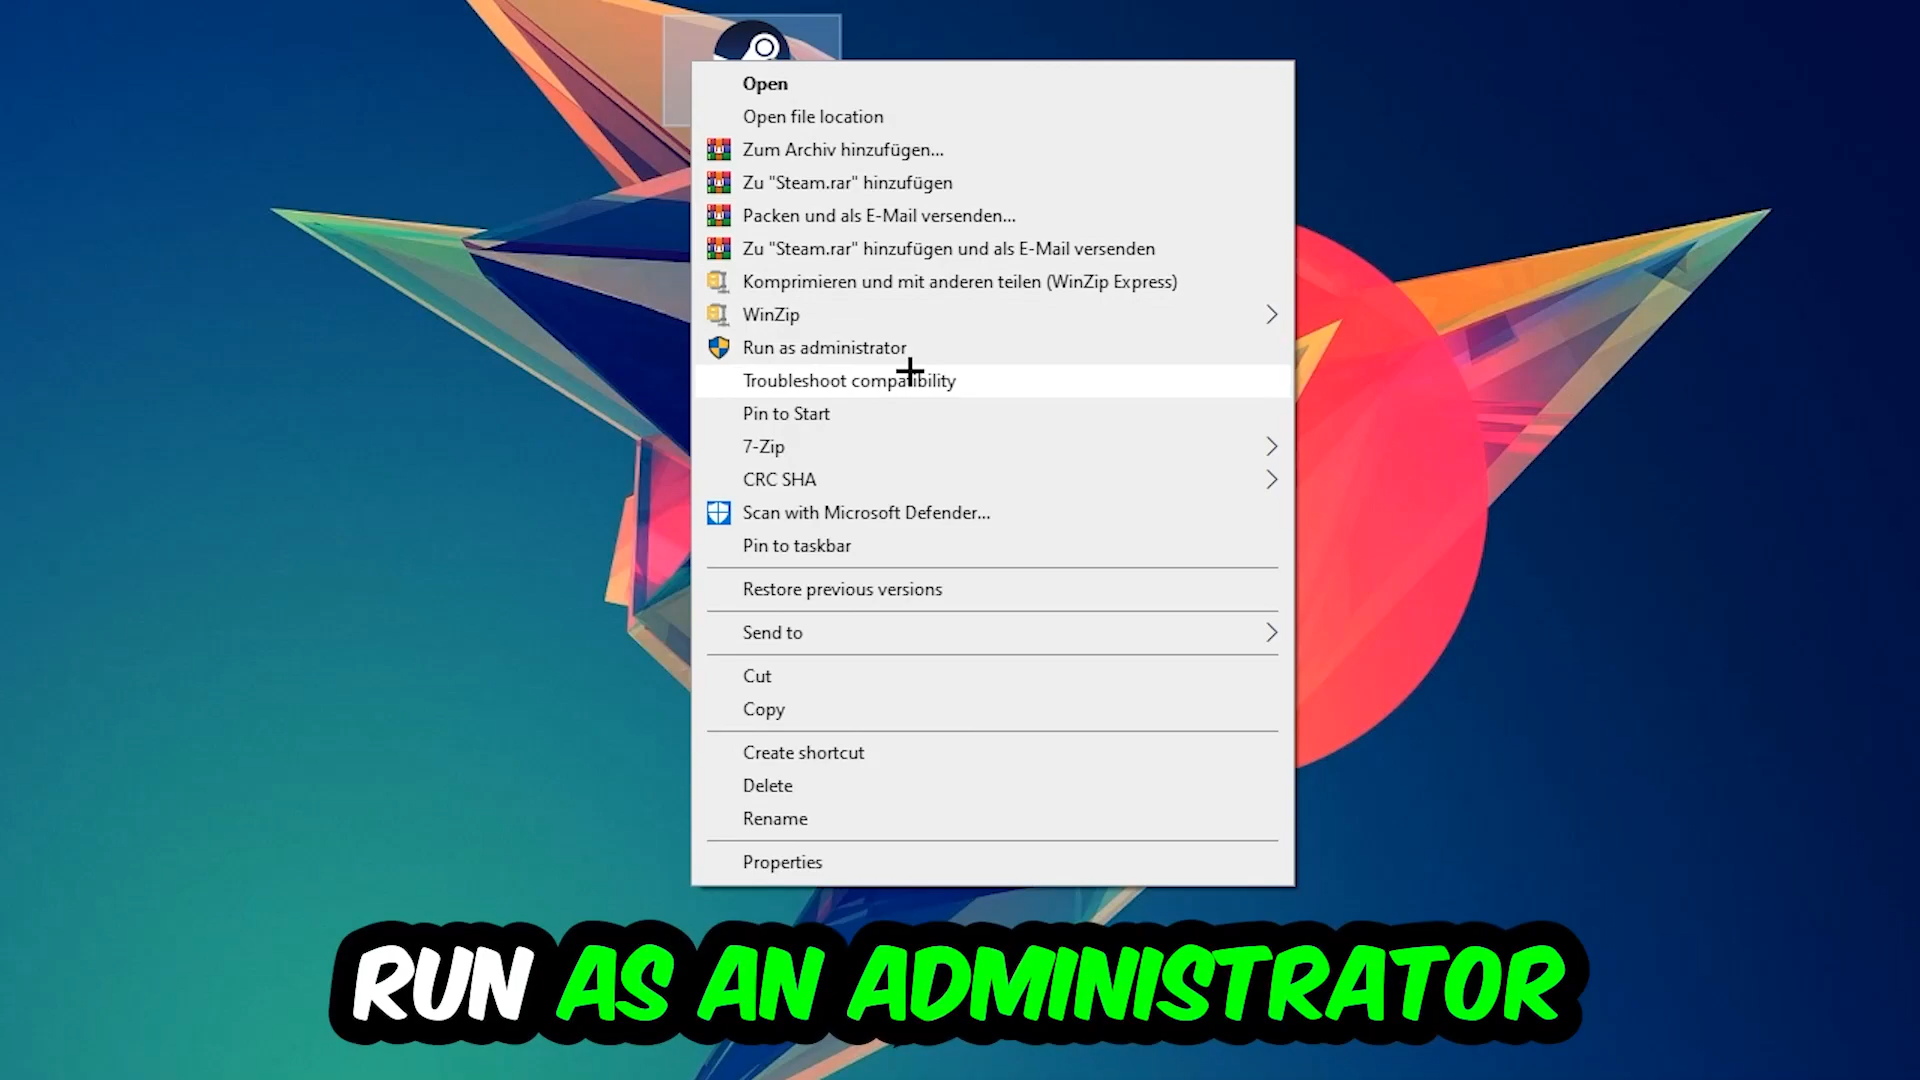 Open
Open file location
Zum Archiv hinzufügen...
Zu "Steam.rar" hinzufügen
Packen und als E-Mail versenden...
Zu "Steam.rar" hinzufügen und als E-Mail versenden
Komprimieren und mit anderen teilen (WinZip Express)
WinZip
Run as administrator
Troubleshoot compatibility
Pin to Start
7-Zip
CRC SHA
Scan with Microsoft Defender...
Pin to taskbar
Restore previous versions
Send to
Cut
Copy
Create shortcut
Delete
Rename
Properties
RUN AS AN ADMINISTRATOR